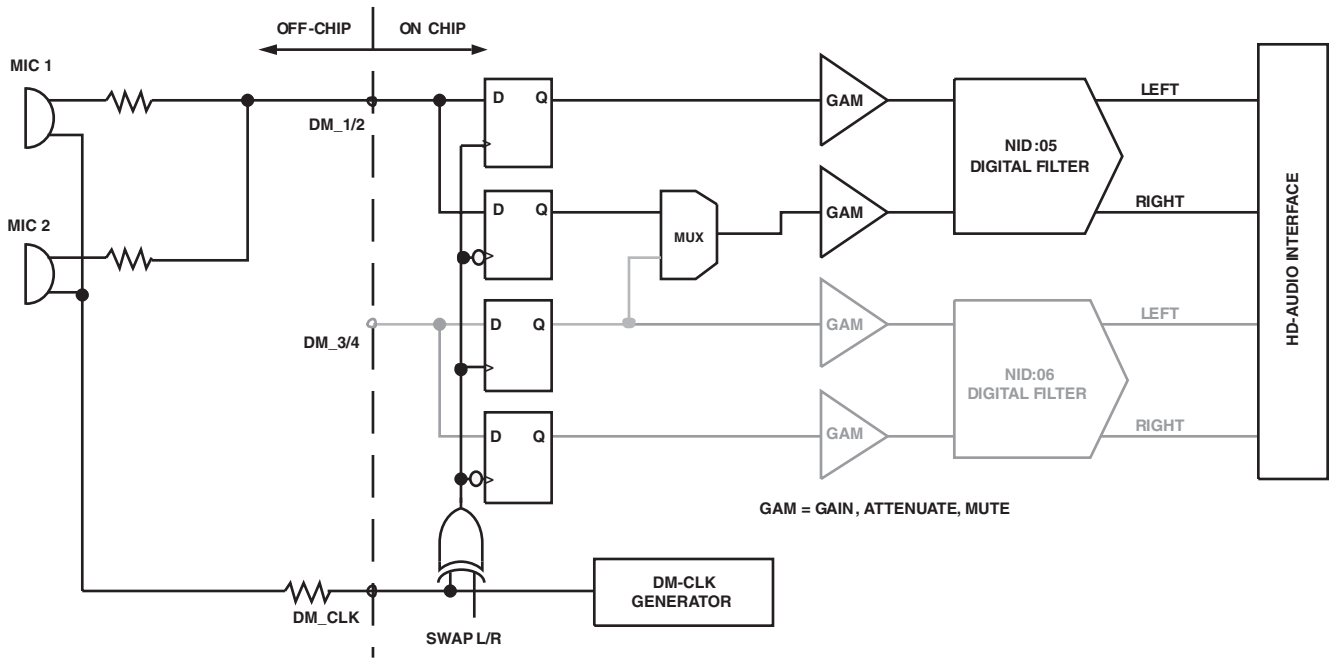 OFF-CHIP
ON CHIP
MIC 1
DM_1/2
D
Q
GAM
LEFT
NID:05
DIGITAL FILTER
MIC 2
D
Q
MUX
GAM
RIGHT
HD-AUDIO INTERFACE
DM_3/4
D
Q
GAM
LEFT
NID:06
DIGITAL FILTER
D
Q
GAM
RIGHT
GAM = GAIN, ATTENUATE, MUTE
DM-CLK
GENERATOR
DM_CLK
SWAP L/R